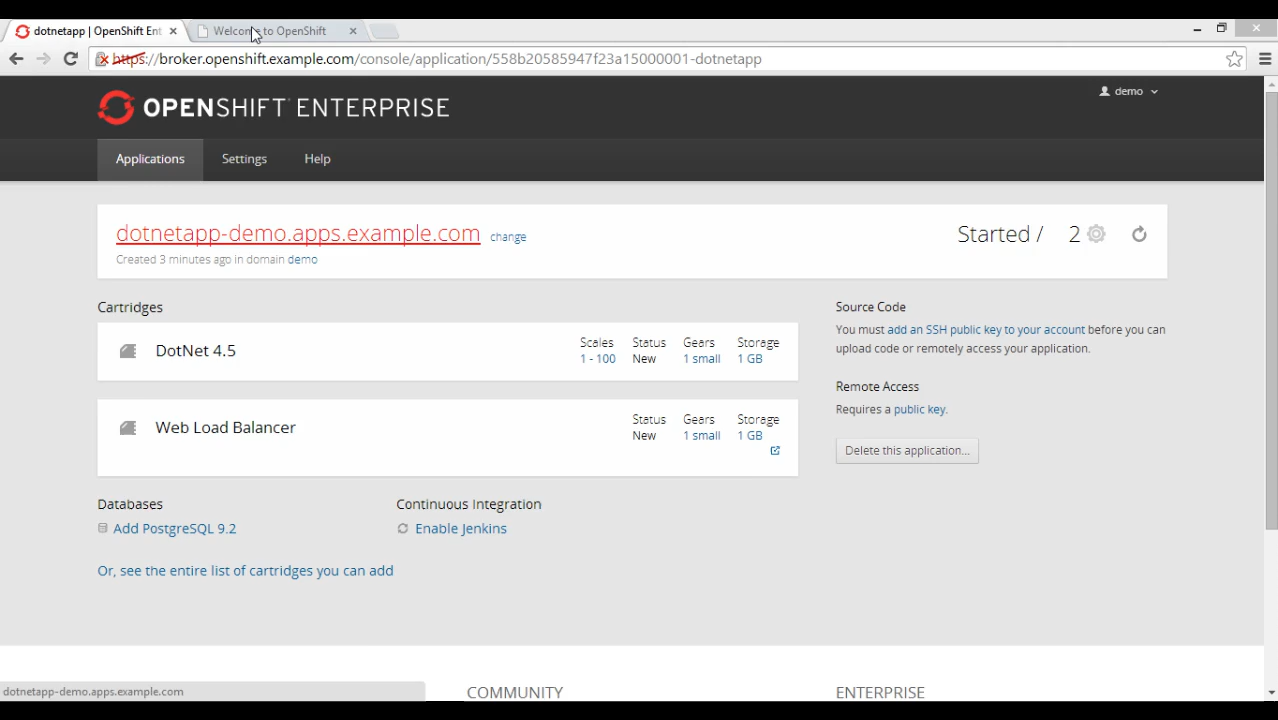 dotnetapp | OpenShift Ent
Welcome to OpenShift
https://broker.openshift.example.com/console/application/558b20585947f23a15000001-dotnetapp
OPENSHIFT ENTERPRISE
demo
Applications
Settings
Help
dotnetapp-demo.apps.example.com change
Started / 2
Created 3 minutes ago in domain demo
Cartridges
DotNet 4.5
Scales Status Gears Storage
1 - 100 New 1 small 1 GB
Web Load Balancer
Status Gears Storage
New 1 small 1 GB
Source Code
You must add an SSH public key to your account before you can
upload code or remotely access your application.
Remote Access
Requires a public key.
Delete this application...
Databases
Add PostgreSQL 9.2
Continuous Integration
Enable Jenkins
Or, see the entire list of cartridges you can add
COMMUNITY
ENTERPRISE
dotnetapp-demo.apps.example.com